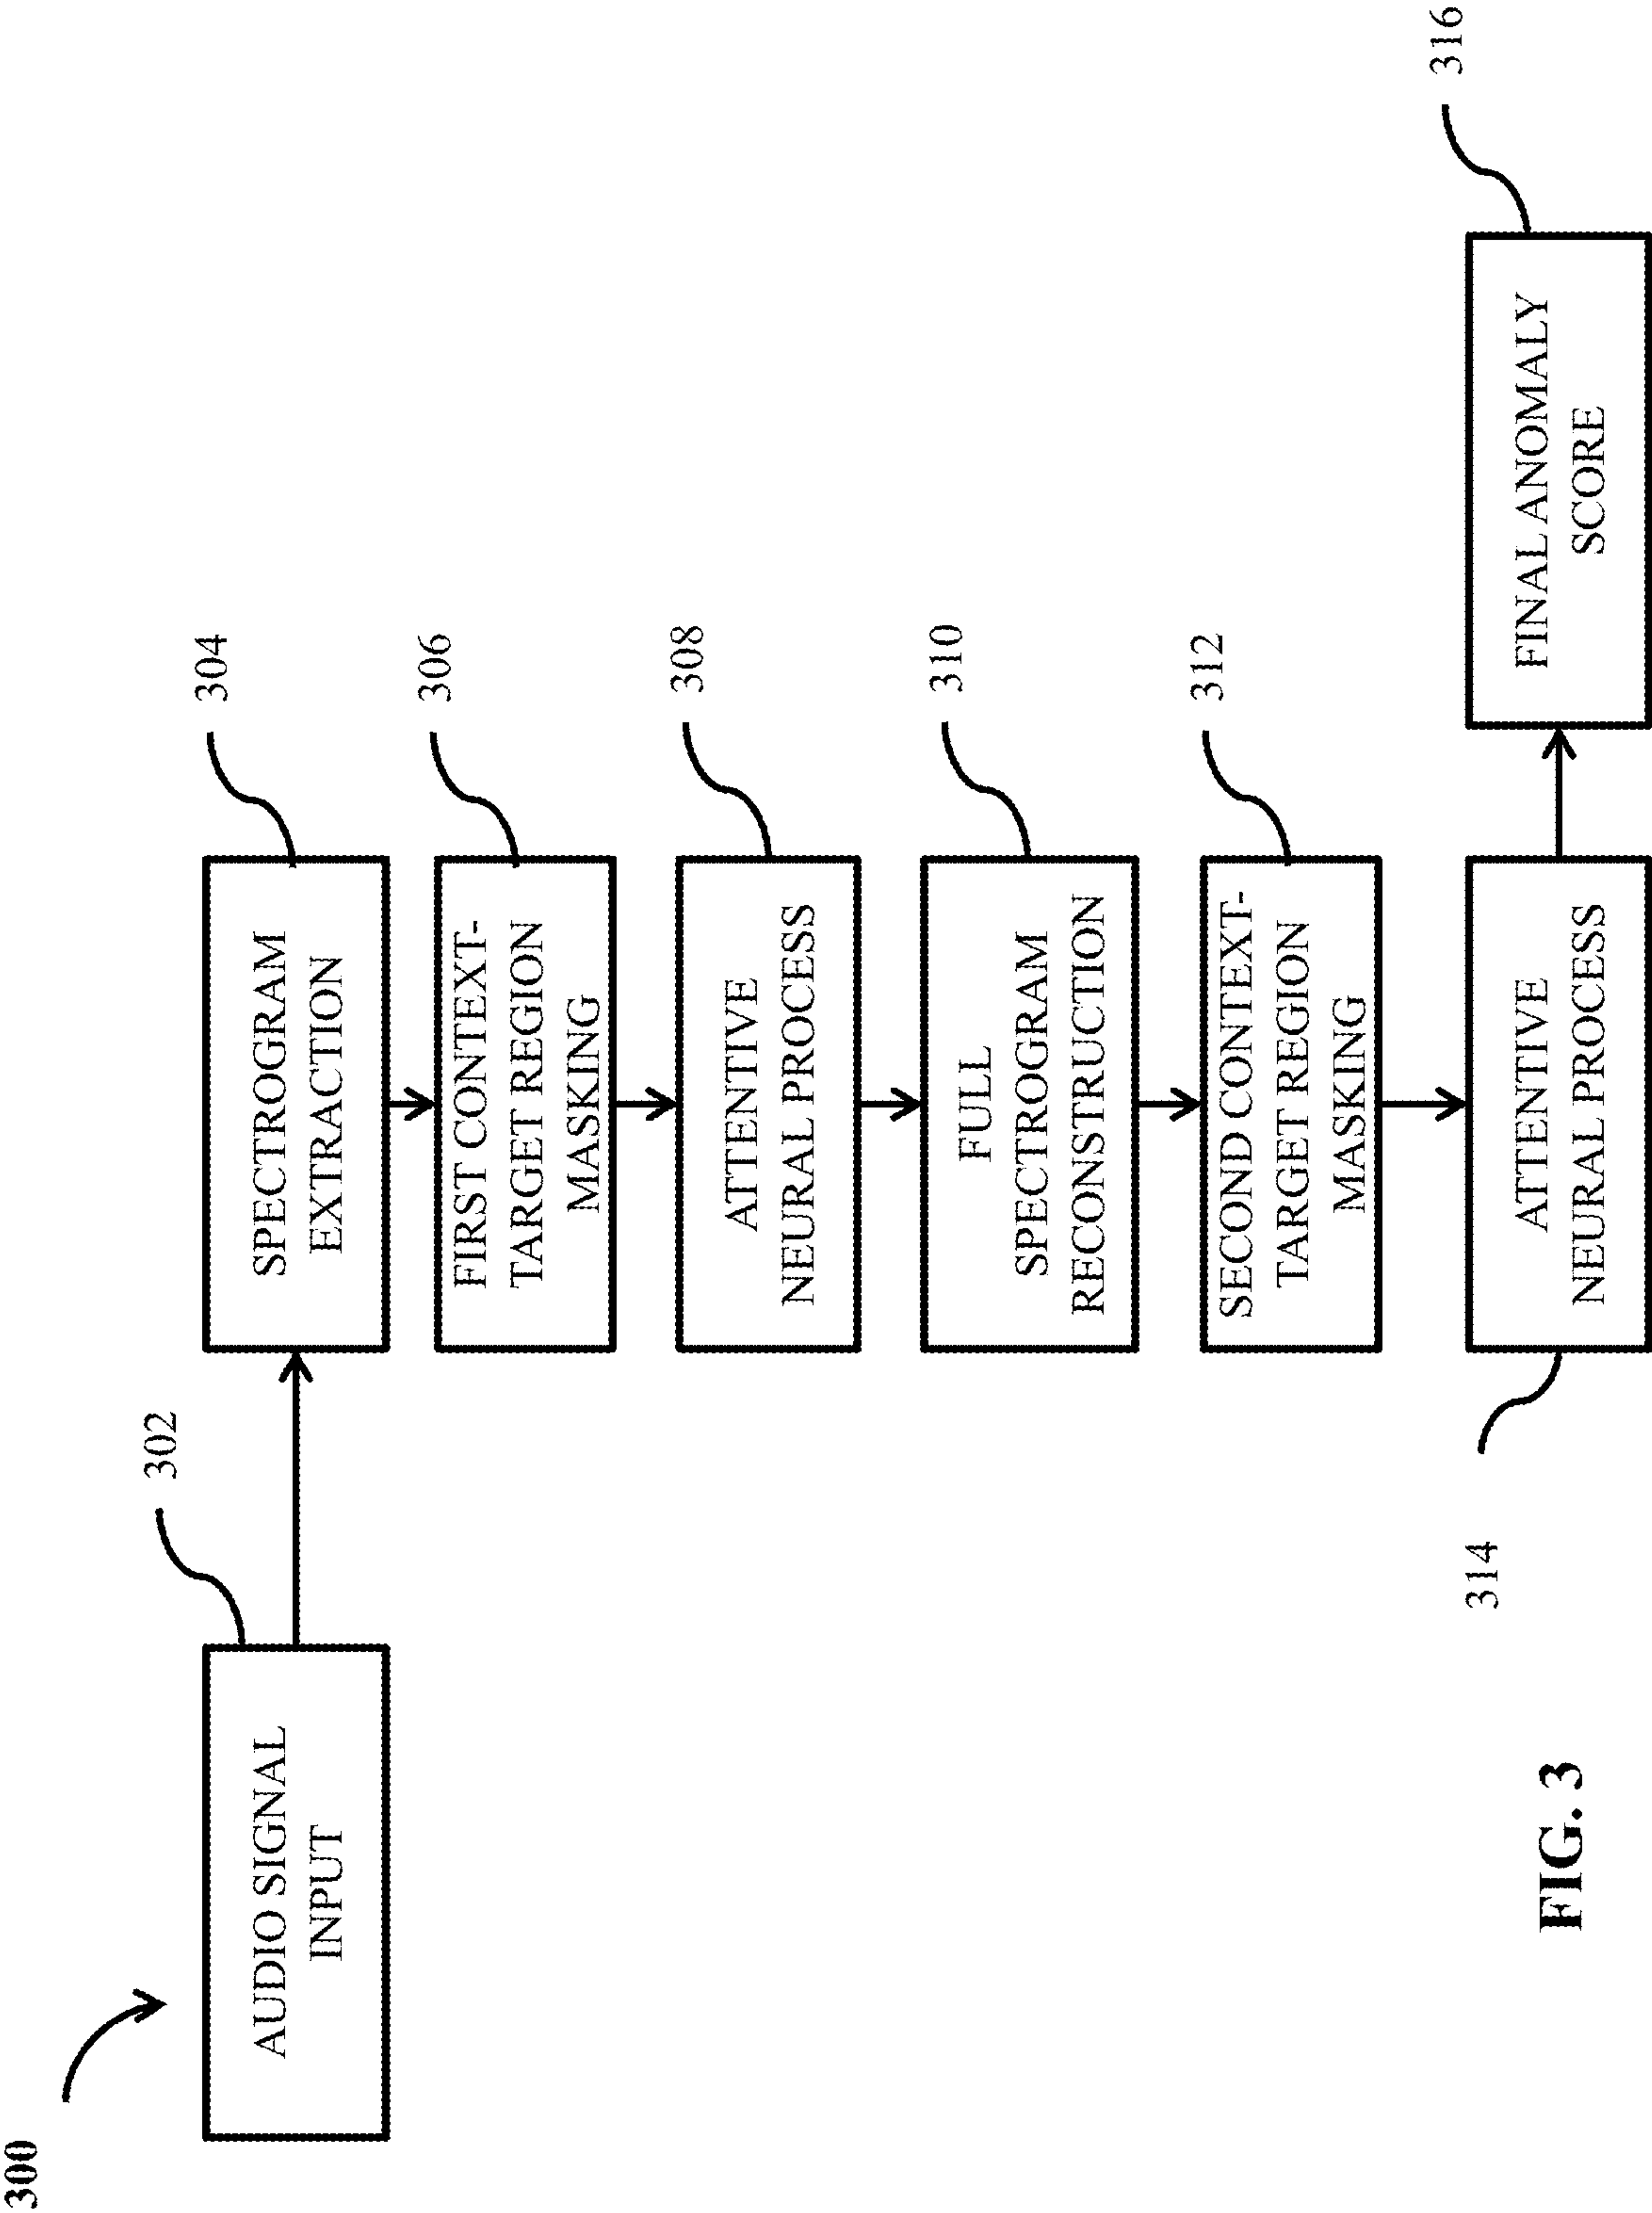 300
302
AUDIO SIGNAL
INPUT
304
SPECTROGRAM
EXTRACTION
306
FIRST CONTEXT-
TARGET REGION
MASKING
308
ATTENTIVE
NEURAL PROCESS
310
FULL
SPECTROGRAM
RECONSTRUCTION
312
SECOND CONTEXT-
TARGET REGION
MASKING
314
ATTENTIVE
NEURAL PROCESS
316
FINAL ANOMALY
SCORE
FIG. 3